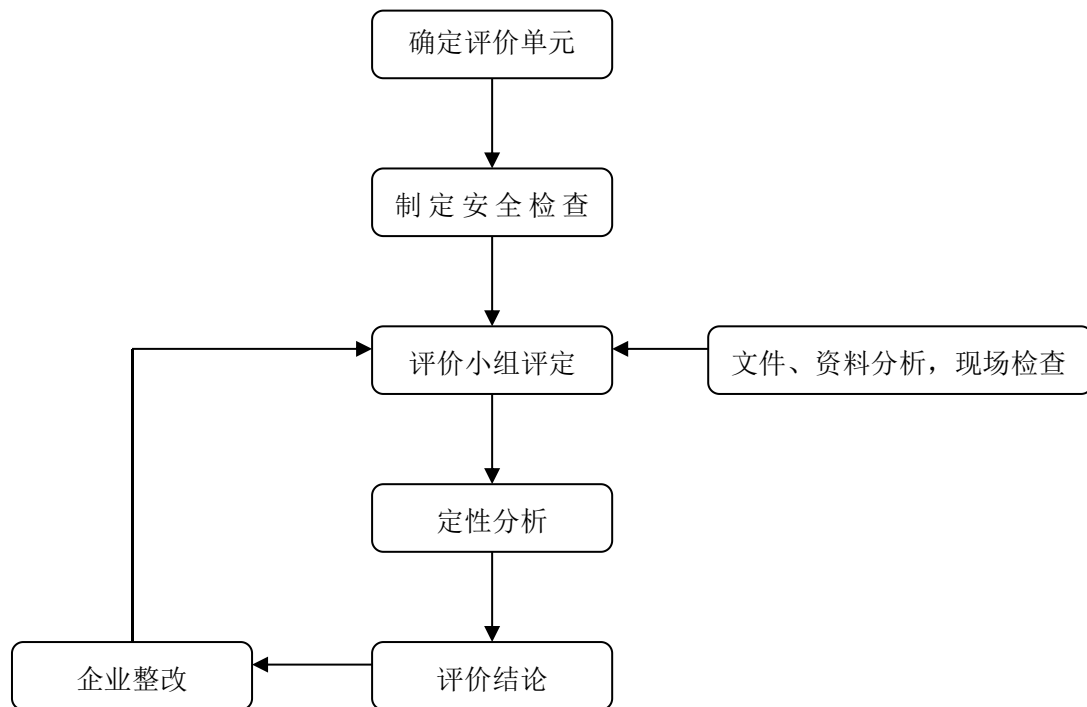 确定评价单元
制定安全检查
评价小组评定
文件、资料分析，现场检查
定性分析
企业整改
评价结论